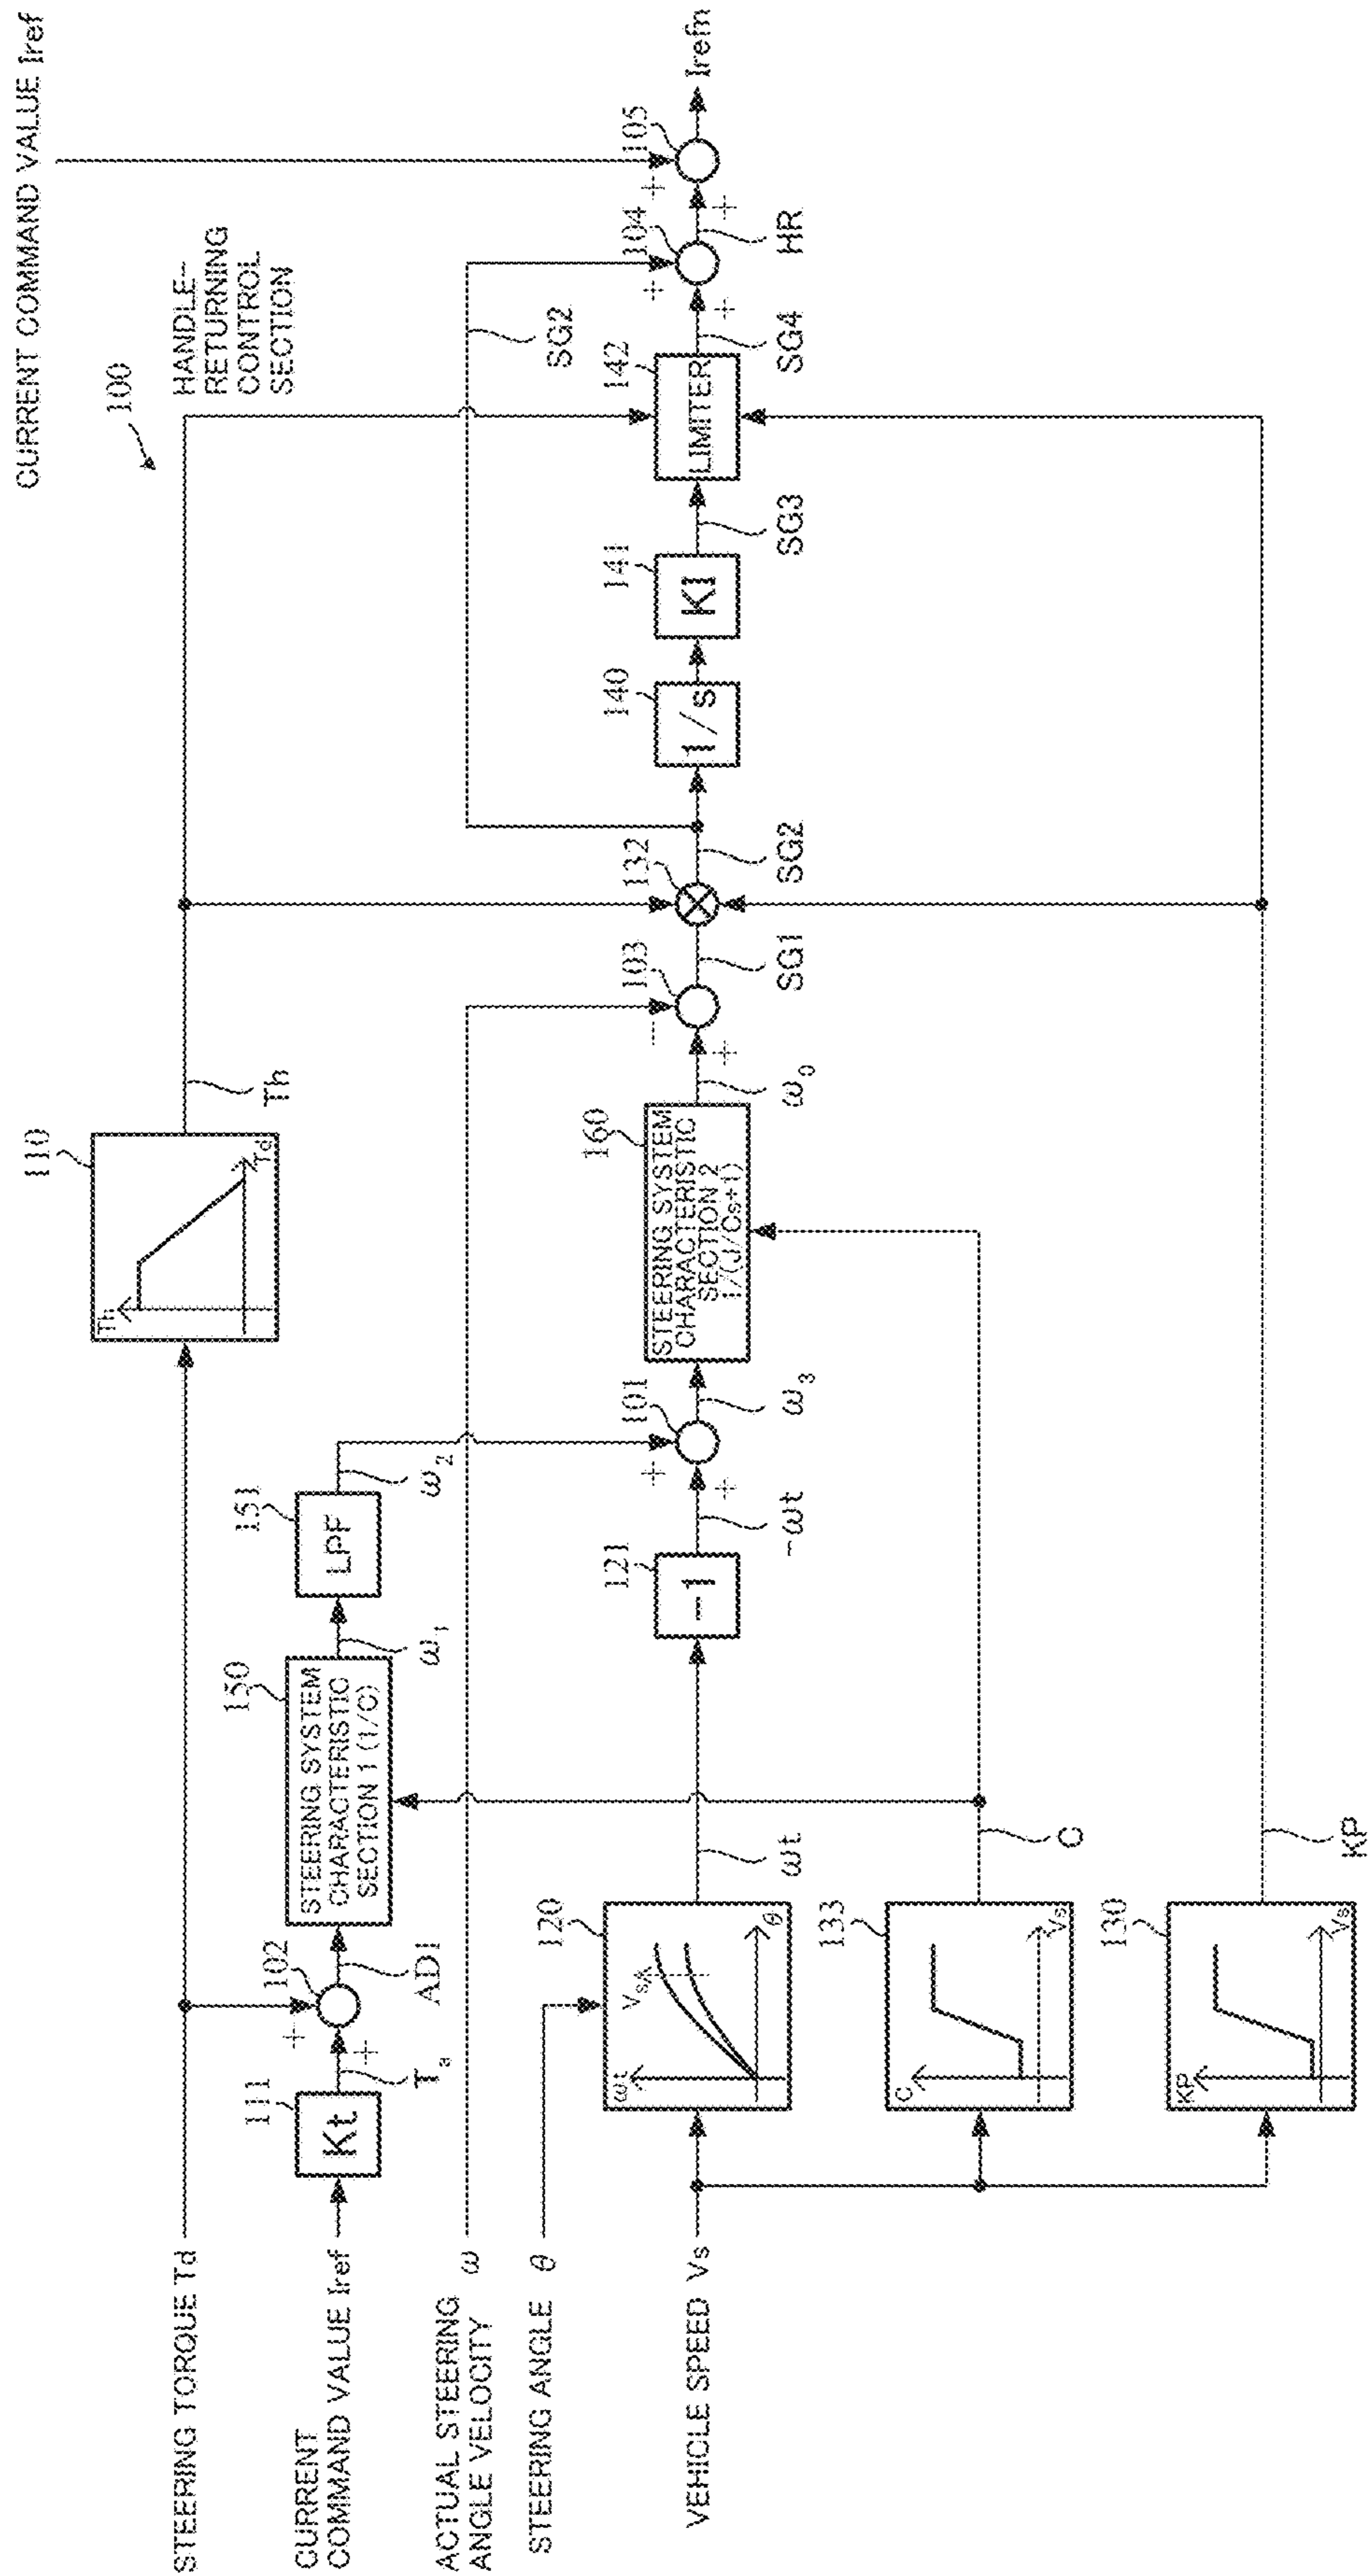 CURRENT COMMAND VALUE Iref
100
HANDLE-
RETURNING
CONTROL
SECTION
STEERING TORQUE Td
110
Th
Td
Th
CURRENT
COMMAND VALUE Iref
111
Kt
Ta
+
+
102
AD1
150
STEERING SYSTEM
CHARACTERISTIC
SECTION 1 (1/C)
ω1
151
LPF
ω2
ACTUAL STEERING
ANGLE VELOCITY ω
STEERING ANGLE θ
VEHICLE SPEED Vs
120
ωt
Vs
θ
ωt
121
-1
-ωt
+
+
101
ω3
160
STEERING SYSTEM
CHARACTERISTIC
SECTION 2
1/(J/Cs+1)
ω0
-
+
103
SG1
132
SG2
SG2
140
1/s
141
KI
SG3
142
LIMITER
SG4
+
+
104
HR
+
+
105
Irefn
133
C
Vs
C
130
KP
Vs
KP